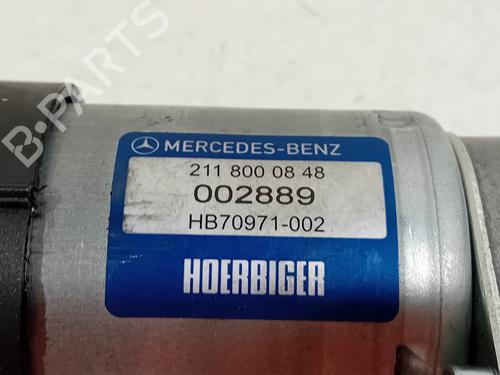 B-PARTS
MERCEDES-BENZ
211 800 08 48
002889
HB70971-002
HOERBIGER